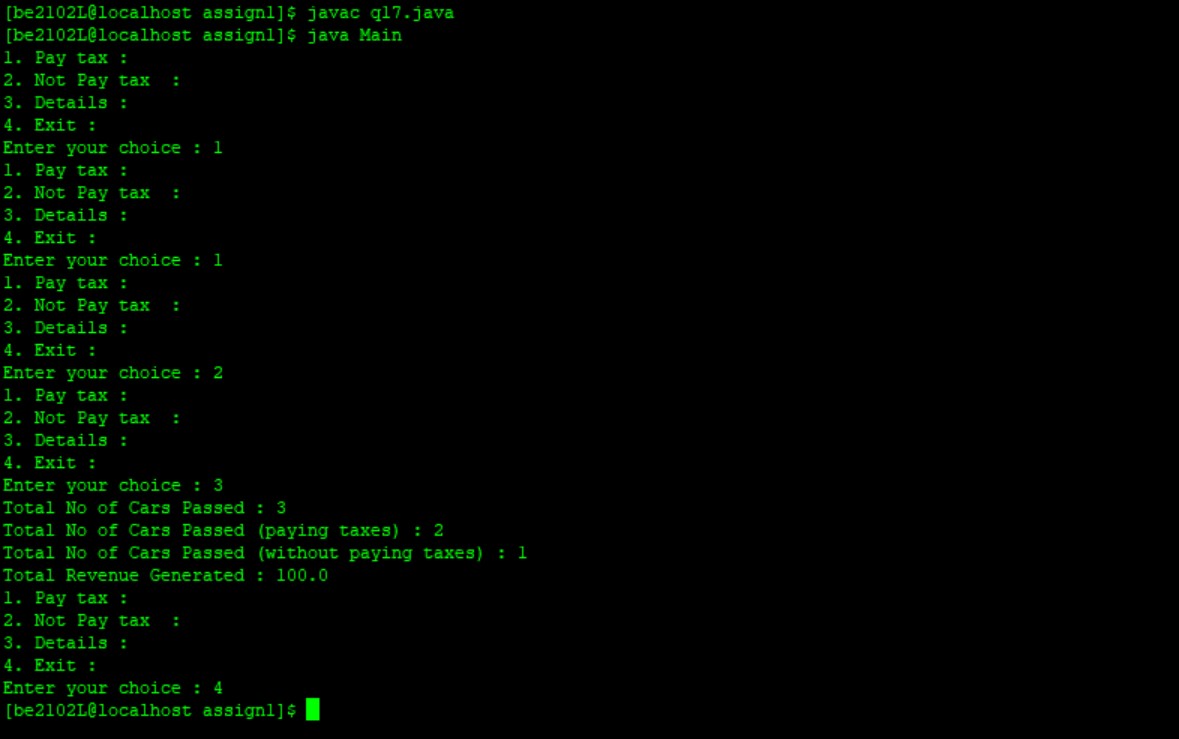 [be2102L@localhost assign1]$ javac q17.java
[be2102L@localhost assign1]$ java Main
1. Pay tax :
2. Not Pay tax  :
3. Details :
4. Exit :
Enter your choice : 1
1. Pay tax :
2. Not Pay tax  :
3. Details :
4. Exit :
Enter your choice : 1
1. Pay tax :
2. Not Pay tax  :
3. Details :
4. Exit :
Enter your choice : 2
1. Pay tax :
2. Not Pay tax  :
3. Details :
4. Exit :
Enter your choice : 3
Total No of Cars Passed : 3
Total No of Cars Passed (paying taxes) : 2
Total No of Cars Passed (without paying taxes) : 1
Total Revenue Generated : 100.0
1. Pay tax :
2. Not Pay tax  :
3. Details :
4. Exit :
Enter your choice : 4
[be2102L@localhost assign1]$